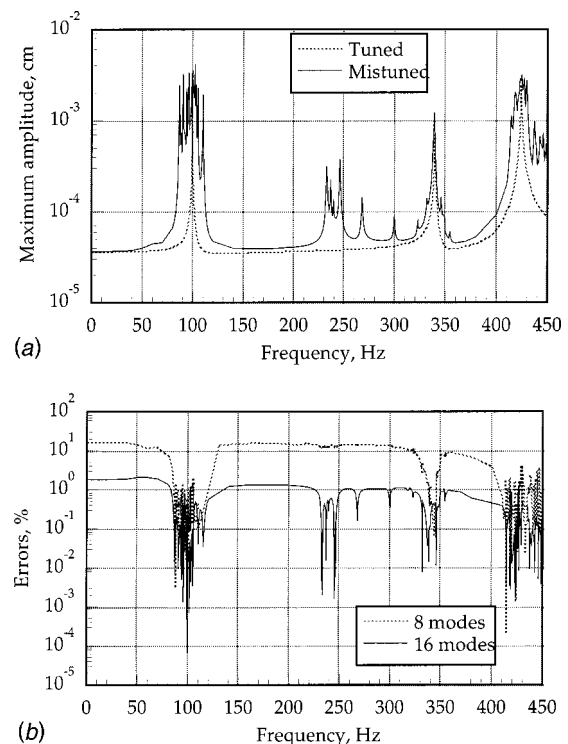 10^-2
Tuned
Mistuned
10^-3
Maximum amplitude, cm
10^-4
10^-5
0 50 100 150 200 250 300 350 400 450
(a)
Frequency, Hz
10^2
10^1
10^0
10^-1
Errors, %
10^-2
10^-3
8 modes
10^-4
16 modes
10^-5
0 50 100 150 200 250 300 350 400 450
(b)
Frequency, Hz